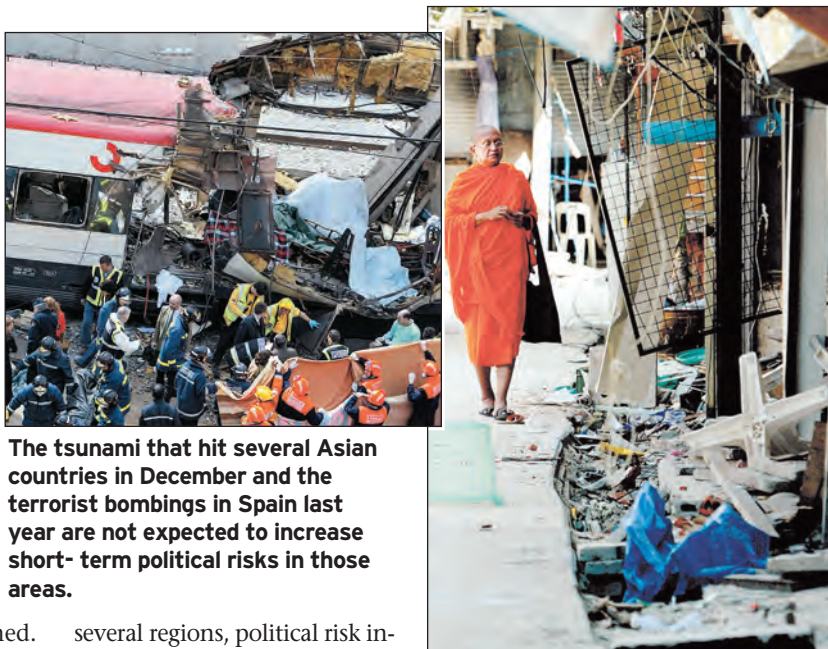 The tsunami that hit several Asian
countries in December and the
terrorist bombings in Spain last
year are not expected to increase
short- term political risks in those
areas.
ned.
several regions, political risk in-